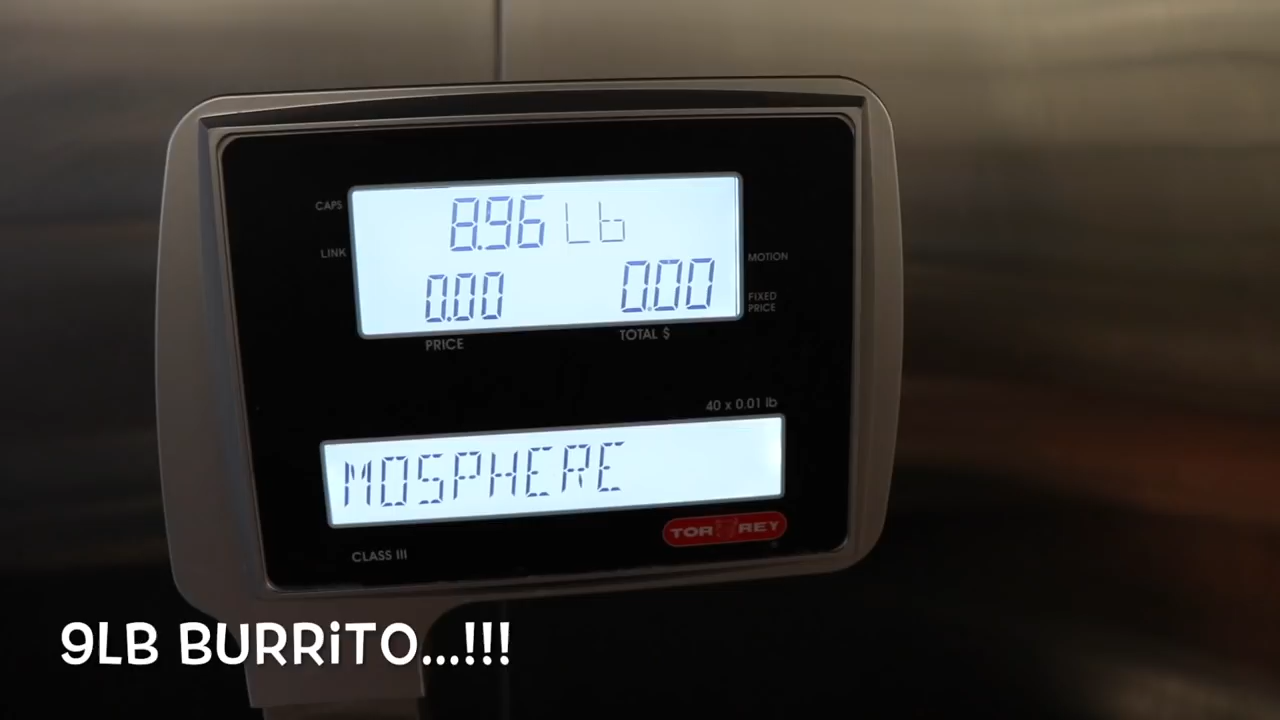 CAPS
8.96 Lb
LINK
MOTION
0.00
0.00
FIXED
PRICE
PRICE
TOTAL $
40 x 0.01 lb
MOSPHERE
TOR REY
CLASS III
9LB BURRiTO...!!!